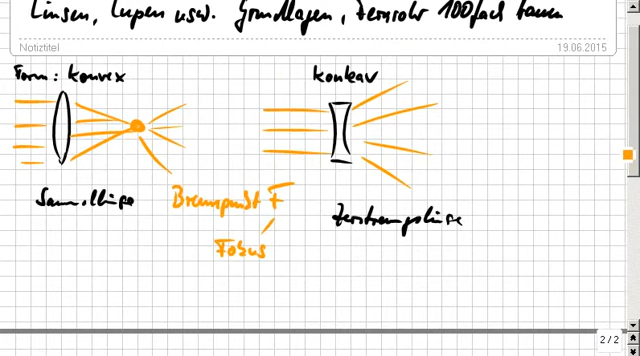 Linsen, Lupen usw. Grundlagen, Fernrohr 100fach bauen
Notiztitel 19.06.2015
Form: konvex konkav
Sammellinse Brennpunkt F Zerstreuungslinse
Fokus
2 / 2